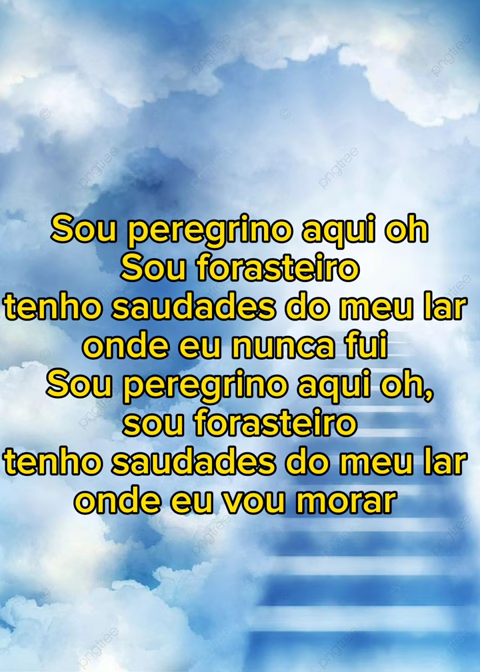 Sou peregrino aqui oh
Sou forasteiro
tenho saudades do meu lar
onde eu nunca fui
Sou peregrino aqui oh,
sou forasteiro
tenho saudades do meu lar
onde eu vou morar
pngtree